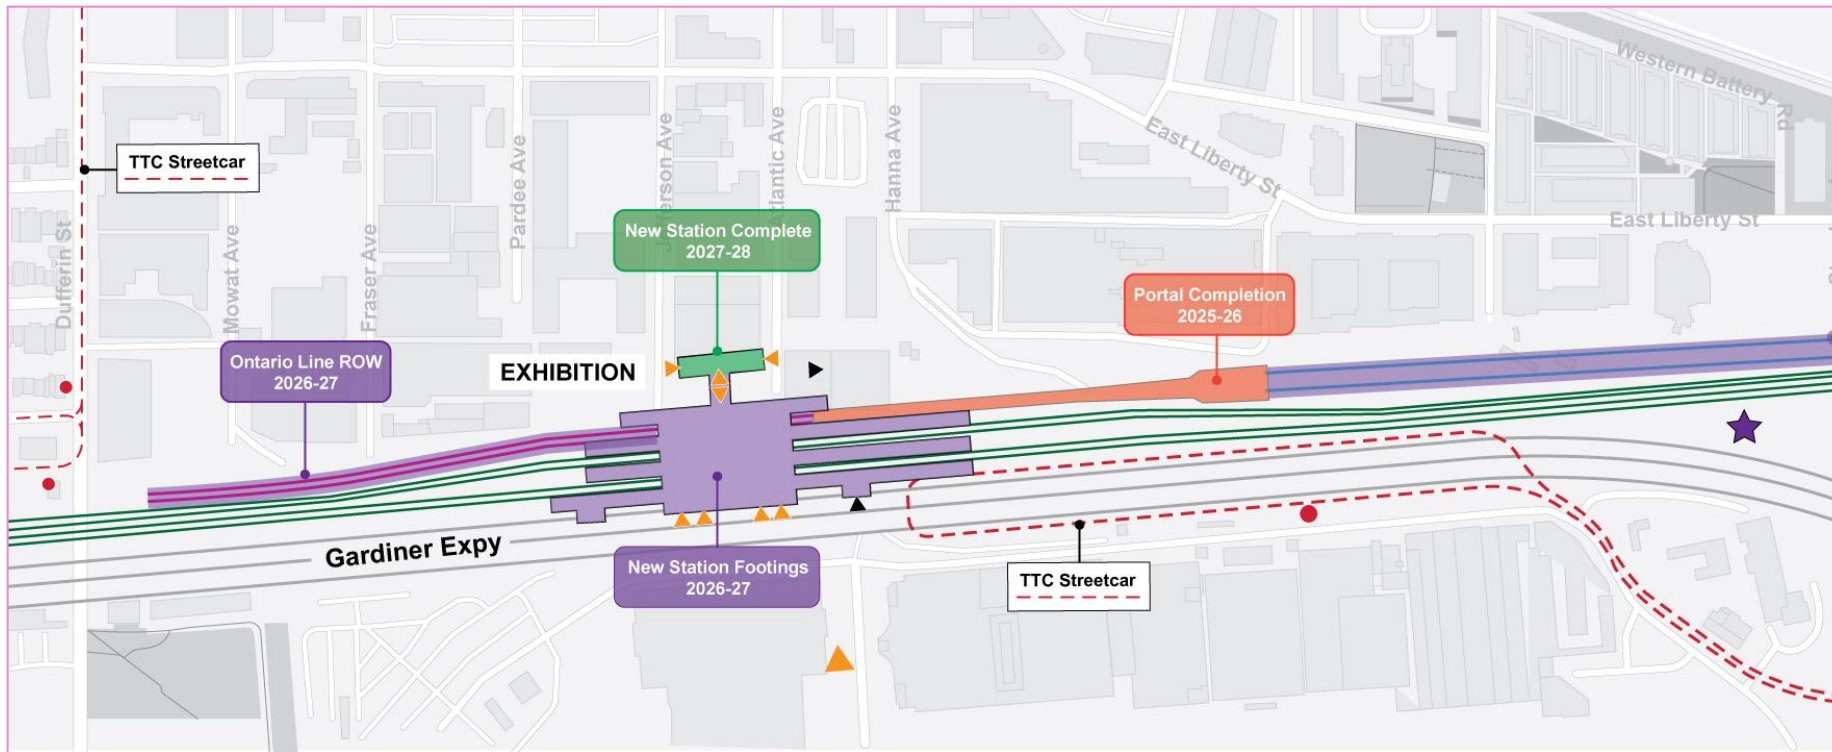 Western Battery
Rd
East Liberty St
East Liberty St
Hanna Ave
Atlantic Ave
Jefferson Ave
Pardee Ave
Fraser Ave
Mowat Ave
Dufferin St
TTC Streetcar
New Station Complete
2027-28
Portal Completion
2025-26
Ontario Line ROW
2026-27
EXHIBITION
Gardiner Expy
New Station Footings
2026-27
TTC Streetcar